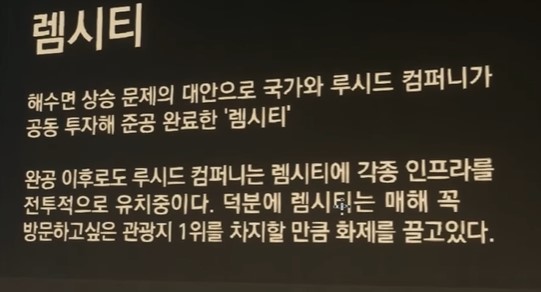 렘시티
해수면 상승 문제의 대안으로 국가와 루시드 컴퍼니가
공동 투자해 준공 완료한 '렘시티'
완공 이후로도 루시드 컴퍼니는 렘시티에 각종 인프라를
전투적으로 유치중이다. 덕분에 렘시티는 매해 꼭
방문하고싶은 관광지 1위를 차지할 만큼 화제를 끌고있다.